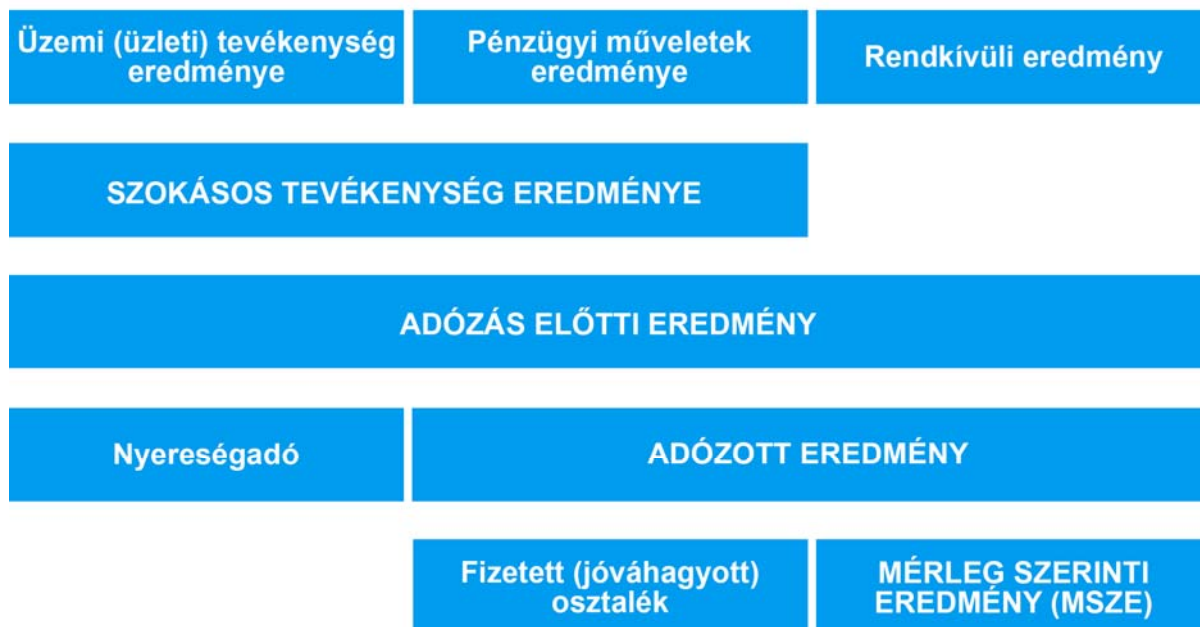 Üzemi (üzleti) tevékenység
eredménye
Pénzügyi műveletek
eredménye
Rendkívüli eredmény
SZOKÁSOS TEVÉKENYSÉG EREDMÉNYE
ADÓZÁS ELŐTTI EREDMÉNY
Nyereségadó
ADÓZOTT EREDMÉNY
Fizetett (jóváhagyott)
osztalék
MÉRLEG SZERINTI
EREDMÉNY (MSZE)